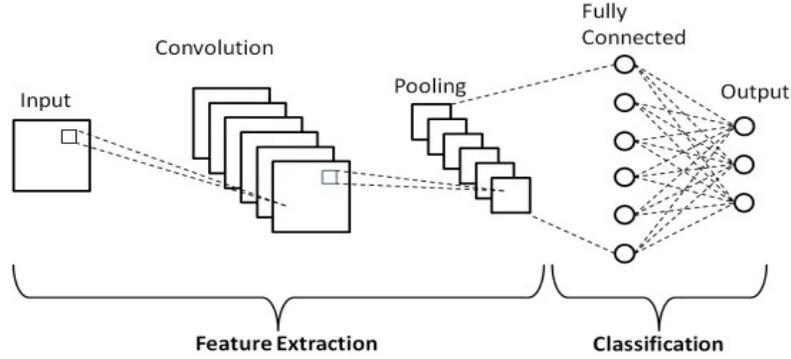 Fully
Connected
Convolution
Pooling
Input
Output
Feature Extraction
Classification